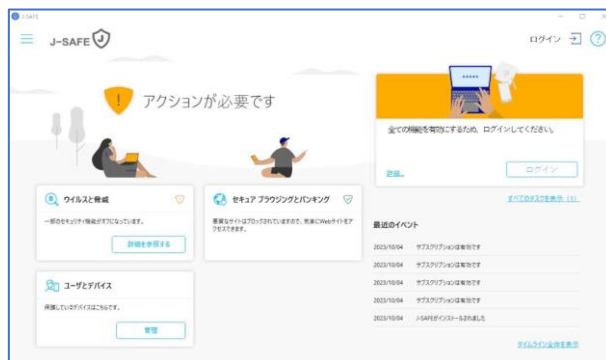 J-SAFE
J-SAFE
ログイン
アクションが必要です
全ての機能を有効にするため、ログインしてください。
詳細...
ログイン
すべてのタスクを表示 (1)
ウイルスと脅威
一部のセキュリティ機能がオフになっています。
詳細を参照する
セキュア ブラウジングとバンキング
悪質なサイトはブロックされていますので、気楽にWebサイトをア
クセスできます。
ユーザとデバイス
保護しているデバイスはこちらです。
管理
最近のイベント
2023/10/04 サブスクリプションは有効です
2023/10/04 サブスクリプションは有効です
2023/10/04 サブスクリプションは有効です
2023/10/04 サブスクリプションは有効です
2023/10/04 J-SAFEがインストールされました
タイムライン全体を表示